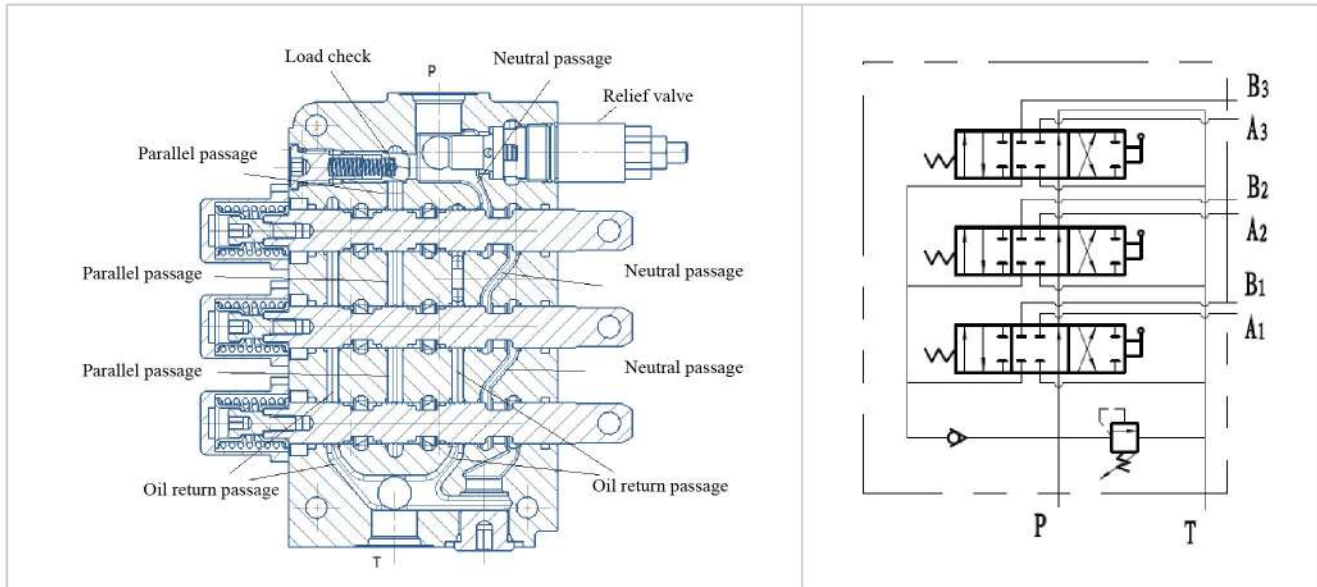 Load check
P
Neutral passage
Relief valve
Parallel passage
Parallel passage
Neutral passage
Parallel passage
Neutral passage
Oil return passage
Oil return passage
T
B3
A3
B2
A2
B1
A1
P
T